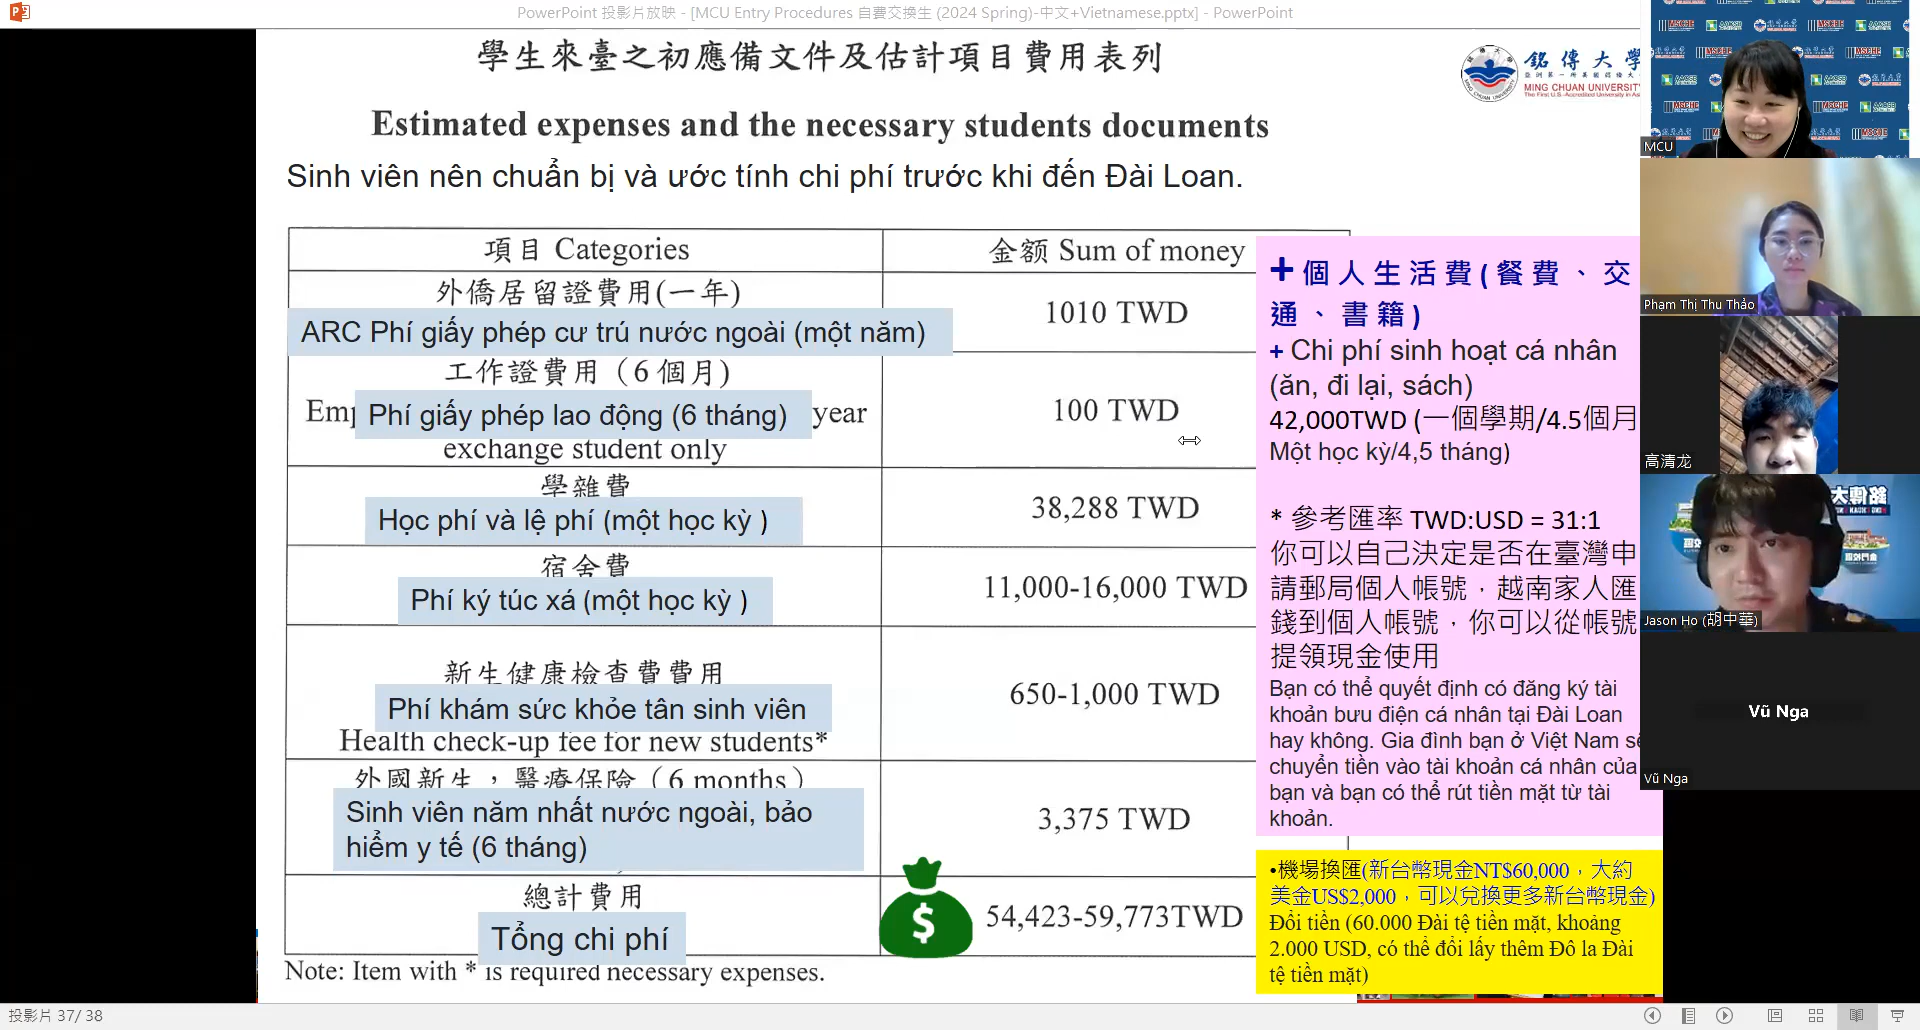 PowerPoint 投影片放映 - [MCU Entry Procedures 自費交換生 (2024 Spring)-中文+Vietnamese.pptx] - PowerPoint
學生來臺之初應備文件及估計項目費用表列
銘傳大學
MING CHUAN UNIVERSITY
Estimated expenses and the necessary students documents
Sinh viên nên chuẩn bị và ước tính chi phí trước khi đến Đài Loan.
項目 Categories
金额 Sum of money
外僑居留證費用(一年)
ARC Phí giấy phép cư trú nước ngoài (một năm)
1010 TWD
工作證費用（6 個月）
Phí giấy phép lao động (6 tháng)
year
exchange student only
100 TWD
學雜費
Học phí và lệ phí (một học kỳ )
38,288 TWD
宿舍費
Phí ký túc xá (một học kỳ )
11,000-16,000 TWD
新生健康檢查費費用
Phí khám sức khỏe tân sinh viên
Health check-up fee for new students*
650-1,000 TWD
外國新生，醫療保險（6 months）
Sinh viên năm nhất nước ngoài, bảo
hiểm y tế (6 tháng)
3,375 TWD
總計費用
Tổng chi phí
$
54,423-59,773TWD
Note: Item with * is required necessary expenses.
+個人生活費(餐費、交
通、書籍)
+ Chi phí sinh hoạt cá nhân
(ăn, đi lại, sách)
42,000TWD (一個學期/4.5個月
Một học kỳ/4,5 tháng)
* 參考匯率 TWD:USD = 31:1
你可以自己決定是否在臺灣申
請郵局個人帳號，越南家人匯
錢到個人帳號，你可以從帳號
提領現金使用
Bạn có thể quyết định có đăng ký tài
khoản bưu điện cá nhân tại Đài Loan
hay không. Gia đình bạn ở Việt Nam sẽ
chuyển tiền vào tài khoản cá nhân của
bạn và bạn có thể rút tiền mặt từ tài
khoản.
•機場換匯(新台幣現金NT$60,000，大約
美金US$2,000，可以兌換更多新台幣現金)
Đổi tiền (60.000 Đài tệ tiền mặt, khoảng
2.000 USD, có thể đổi lấy thêm Đô la Đài
tệ tiền mặt)
MCU
Phạm Thị Thu Thảo
高清龙
Jason Ho (胡中華)
Vũ Nga
Vũ Nga
投影片 37/ 38